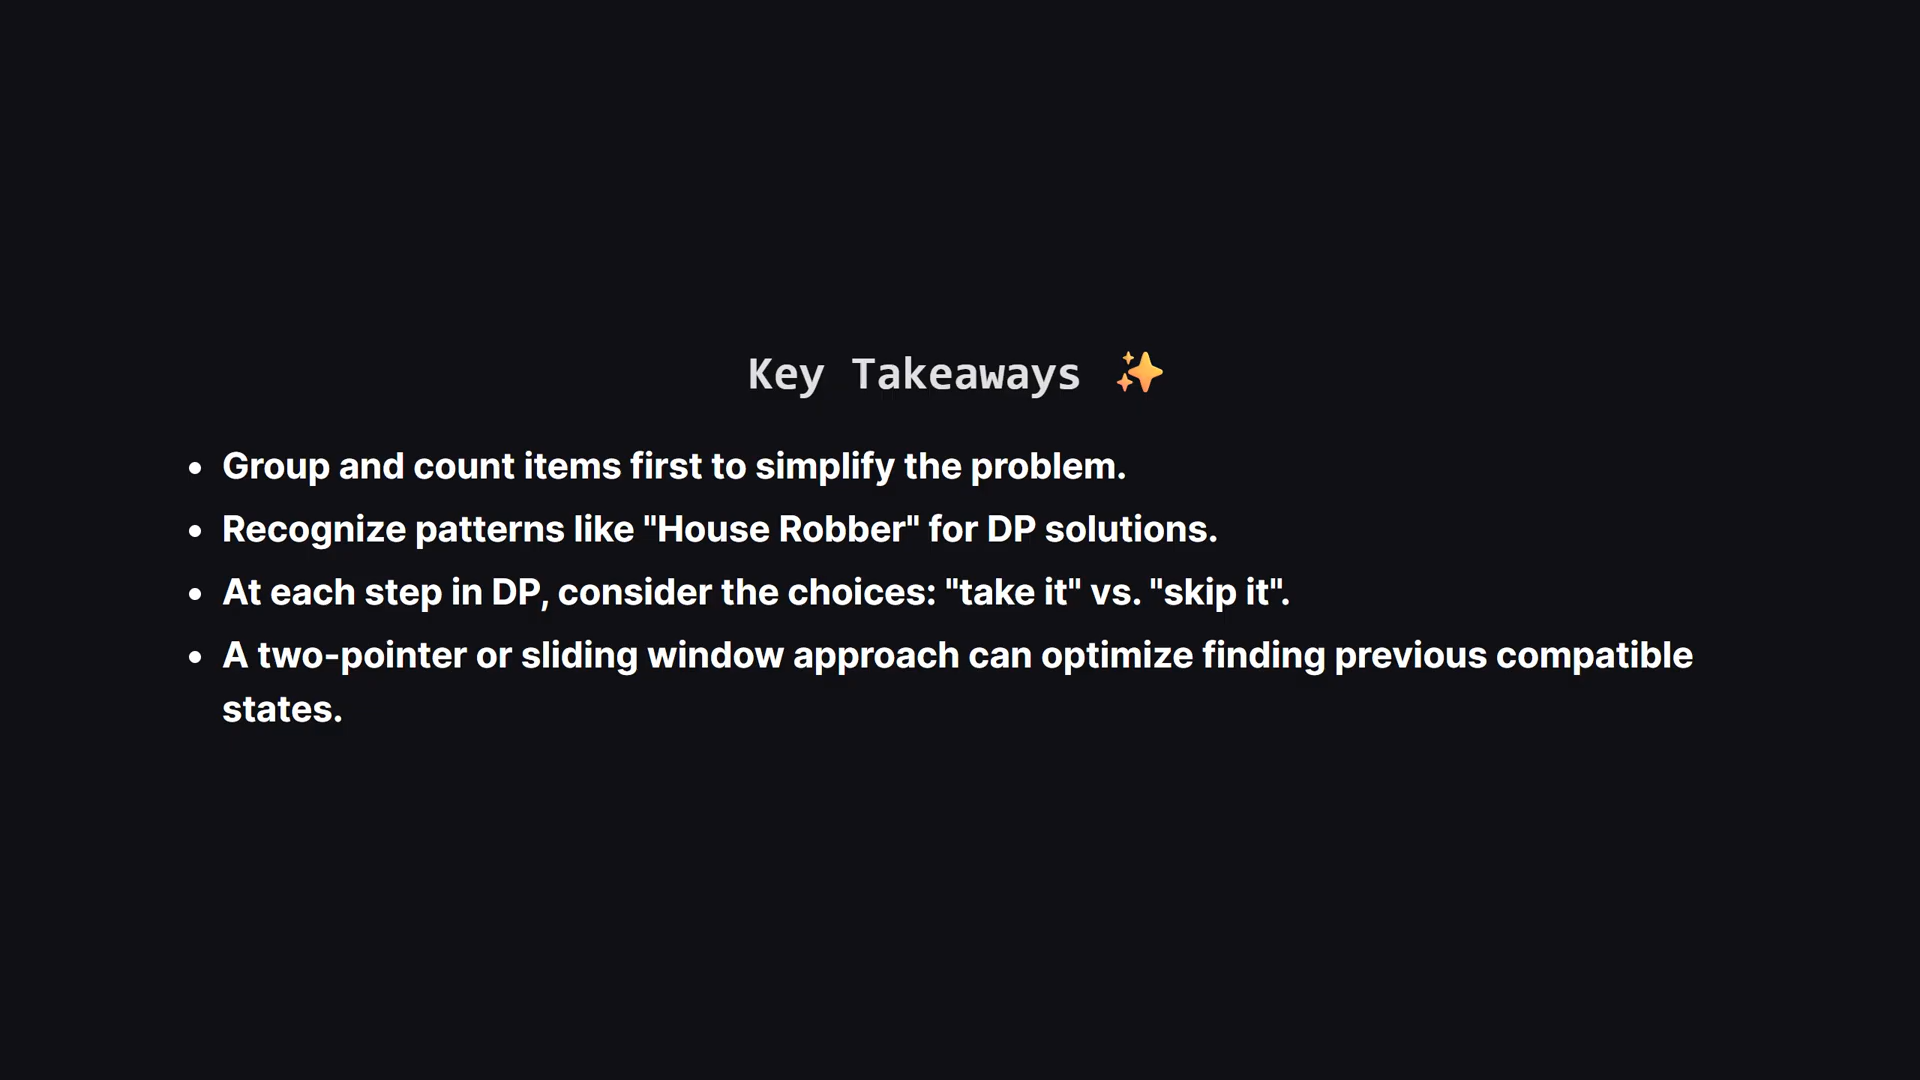 Key Takeaways ✨
• Group and count items first to simplify the problem.
• Recognize patterns like "House Robber" for DP solutions.
• At each step in DP, consider the choices: "take it" vs. "skip it".
• A two-pointer or sliding window approach can optimize finding previous compatible
states.